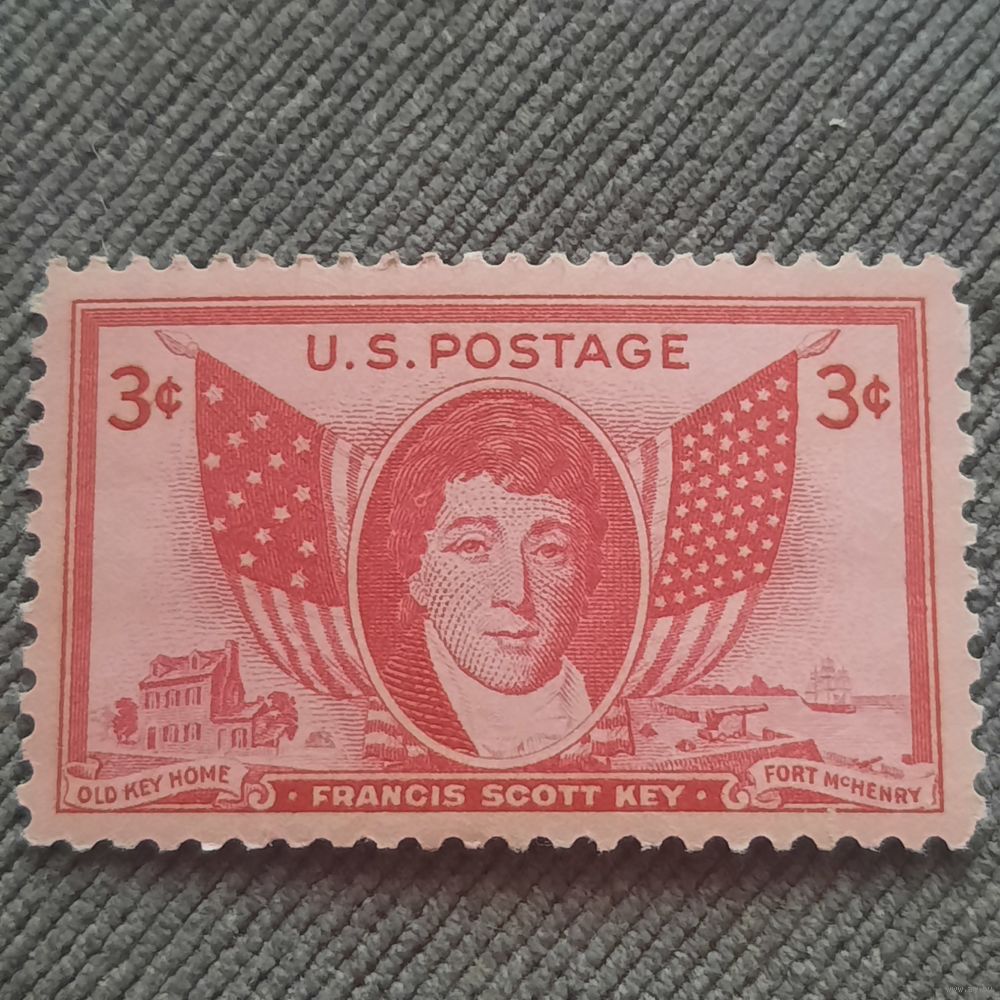 U.S. POSTAGE
3¢
3¢
OLD KEY HOME
FRANCIS SCOTT KEY
FORT McHENRY